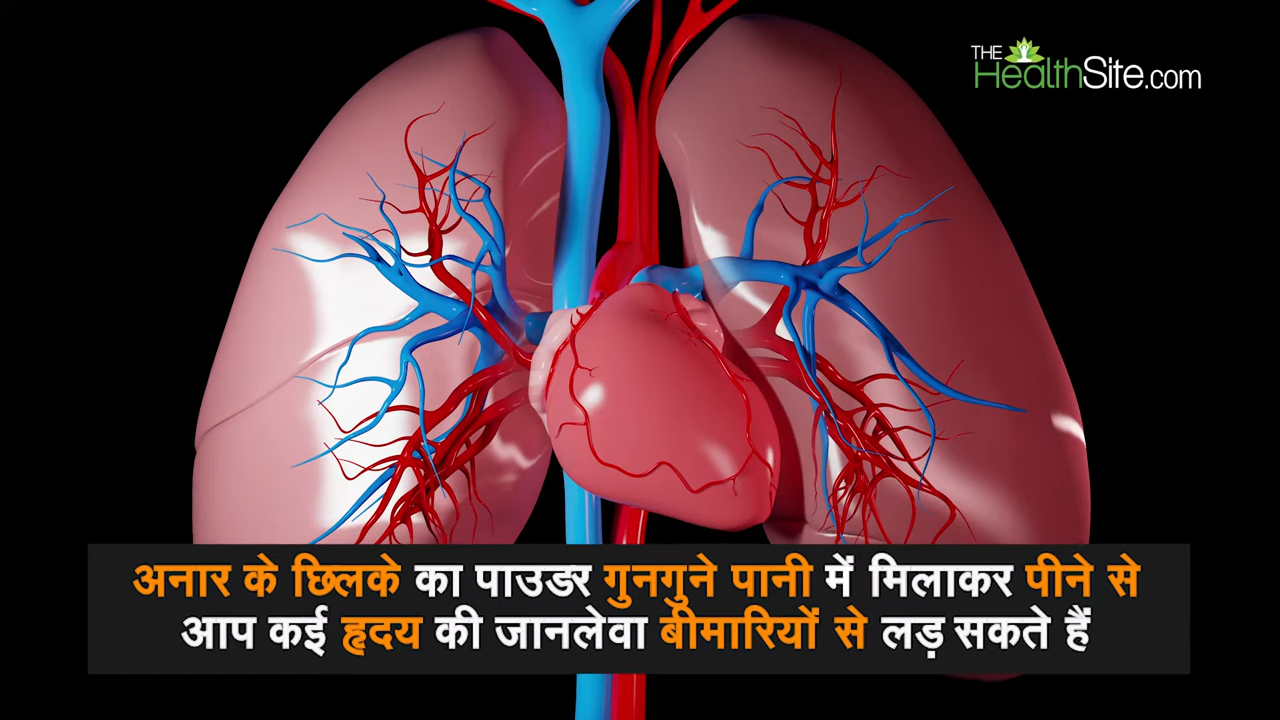 THE
HealthSite.com
अनार के छिलके का पाउडर गुनगुने पानी में मिलाकर पीने से
आप कई हृदय की जानलेवा बीमारियों से लड़ सकते हैं